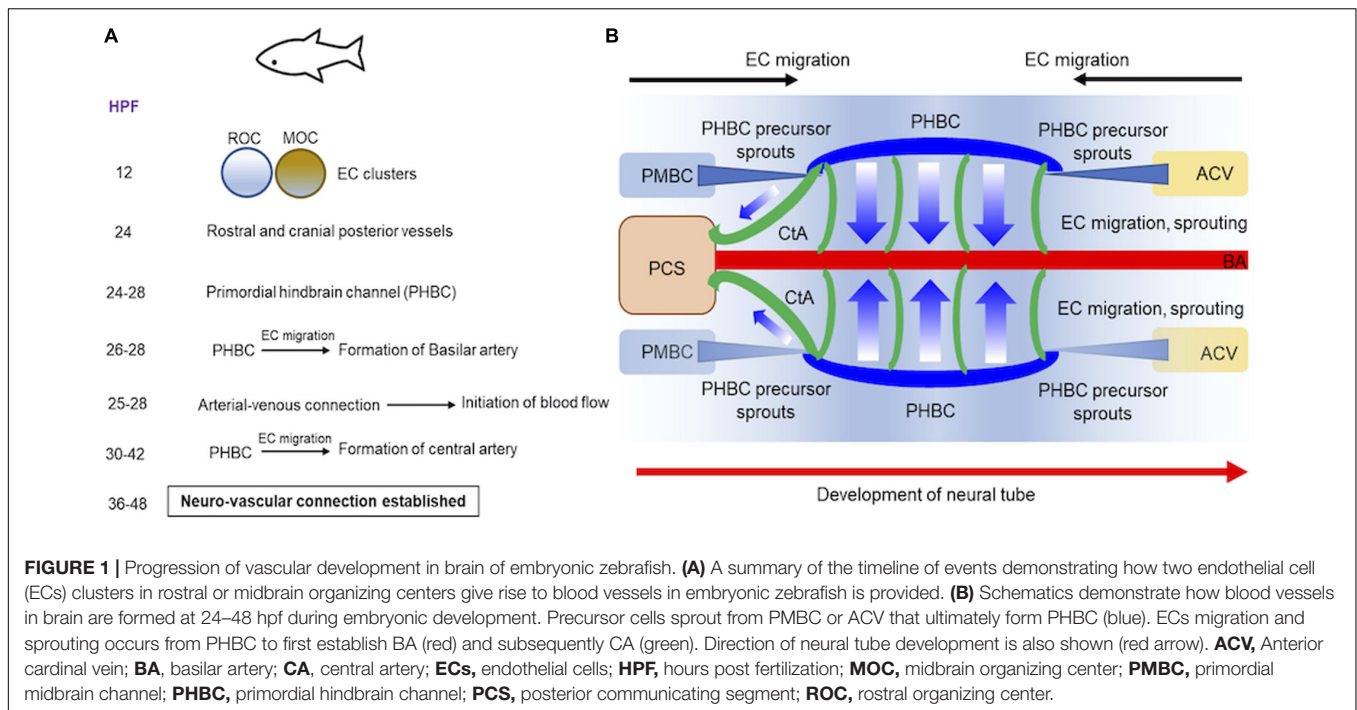 A
HPF
ROC MOC
12 EC clusters
24 Rostral and cranial posterior vessels
24-28 Primordial hindbrain channel (PHBC)
EC migration
26-28 PHBC Formation of Basilar artery
25-28 Arterial-venous connection Initiation of blood flow
EC migration
30-42 PHBC Formation of central artery
36-48 Neuro-vascular connection established
B
EC migration EC migration
PHBC
PHBC precursor sprouts
PHBC precursor sprouts
PMBC ACV
CtA EC migration, sprouting
PCS BA
CtA EC migration, sprouting
PMBC ACV
PHBC precursor sprouts
PHBC
PHBC precursor sprouts
Development of neural tube
FIGURE 1 | Progression of vascular development in brain of embryonic zebrafish. (A) A summary of the timeline of events demonstrating how two endothelial cell
(ECs) clusters in rostral or midbrain organizing centers give rise to blood vessels in embryonic zebrafish is provided. (B) Schematics demonstrate how blood vessels
in brain are formed at 24–48 hpf during embryonic development. Precursor cells sprout from PMBC or ACV that ultimately form PHBC (blue). ECs migration and
sprouting occurs from PHBC to first establish BA (red) and subsequently CA (green). Direction of neural tube development is also shown (red arrow). ACV, Anterior
cardinal vein; BA, basilar artery; CA, central artery; ECs, endothelial cells; HPF, hours post fertilization; MOC, midbrain organizing center; PMBC, primordial
midbrain channel; PHBC, primordial hindbrain channel; PCS, posterior communicating segment; ROC, rostral organizing center.